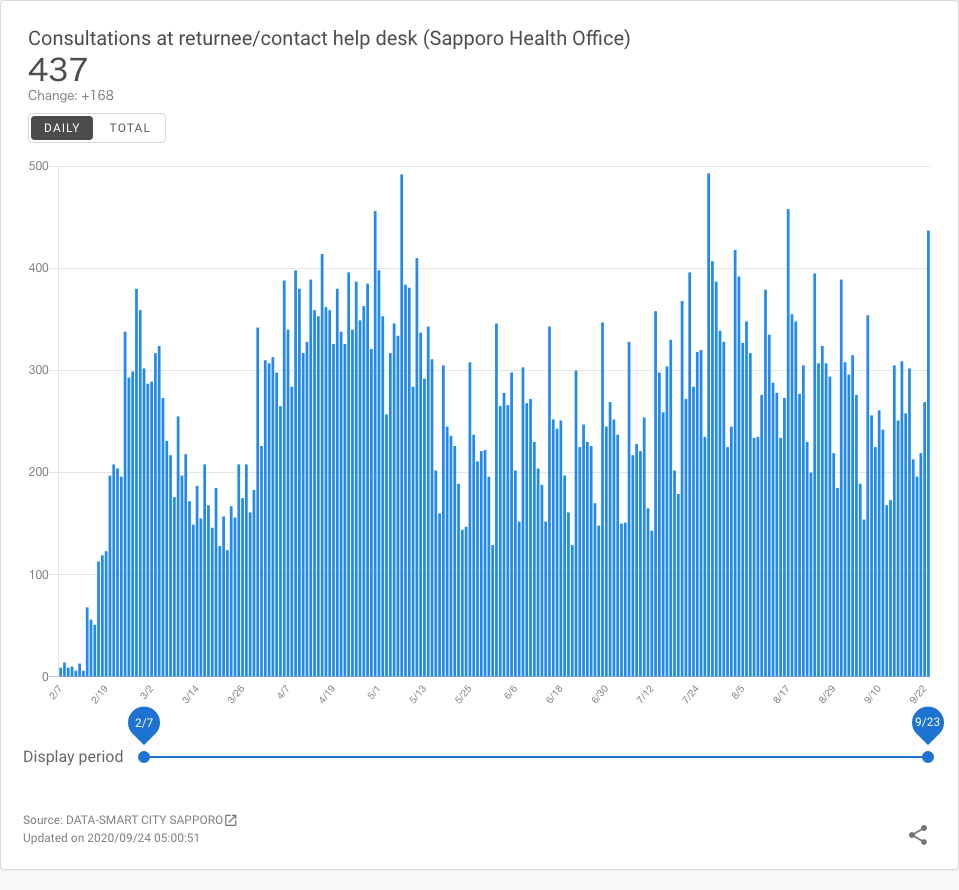 Consultations at returnee/contact help desk (Sapporo Health Office)
437
Change: +168
DAILY TOTAL
500
400
300
200
100
0
2/7 2/19 3/2 3/14 3/26 4/7 4/19 5/1 5/13 5/25 6/6 6/18 6/30 7/12 7/24 8/5 8/17 8/29 9/10 9/22
2/7 9/23
Display period
Source: DATA-SMART CITY SAPPORO
Updated on 2020/09/24 05:00:51